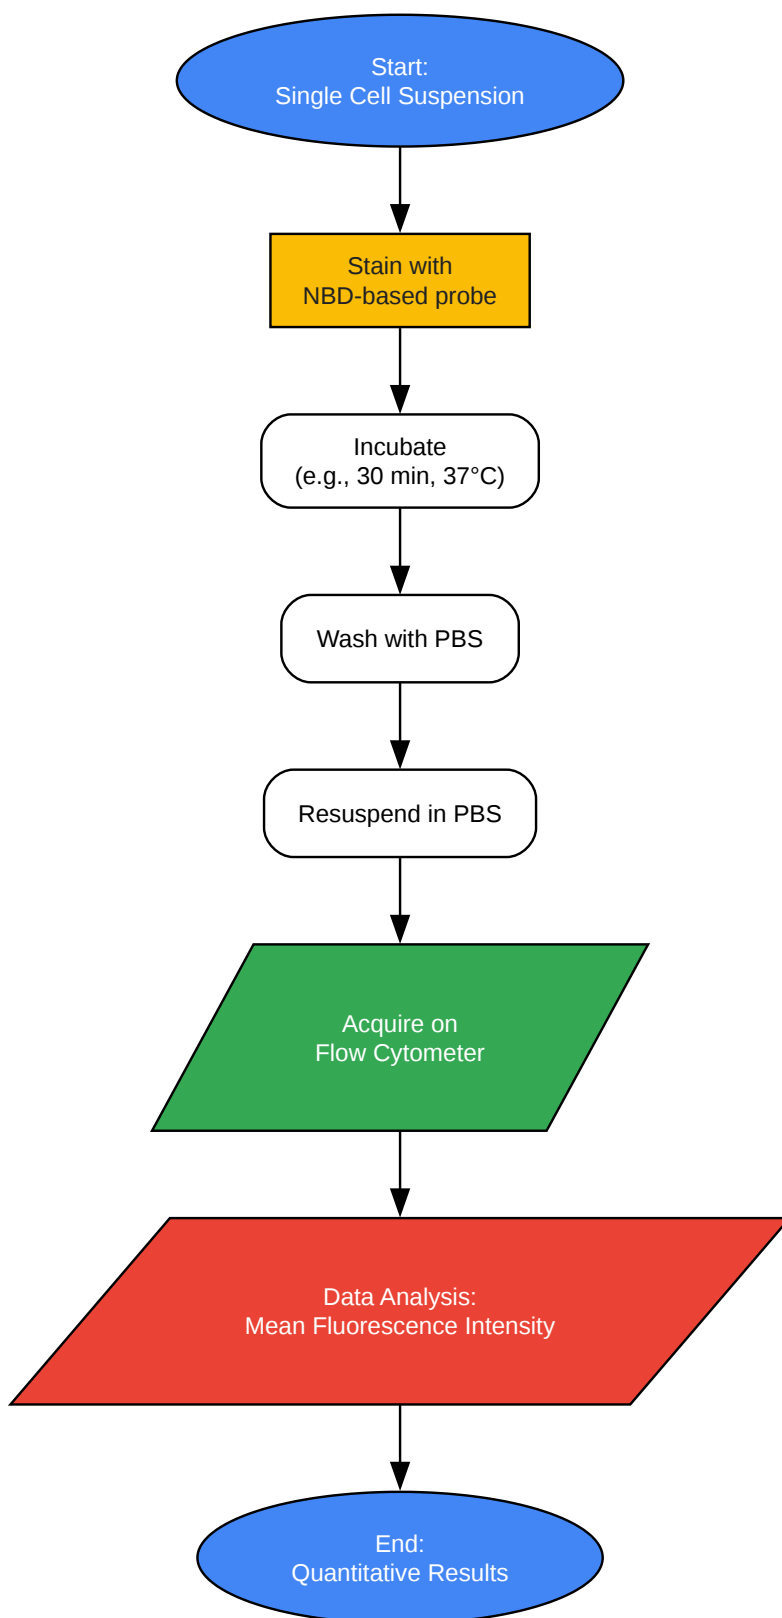 Start:
Single Cell Suspension
Stain with
NBD-based probe
Incubate
(e.g., 30 min, 37°C)
Wash with PBS
Resuspend in PBS
Acquire on
Flow Cytometer
Data Analysis:
Mean Fluorescence Intensity
End:
Quantitative Results